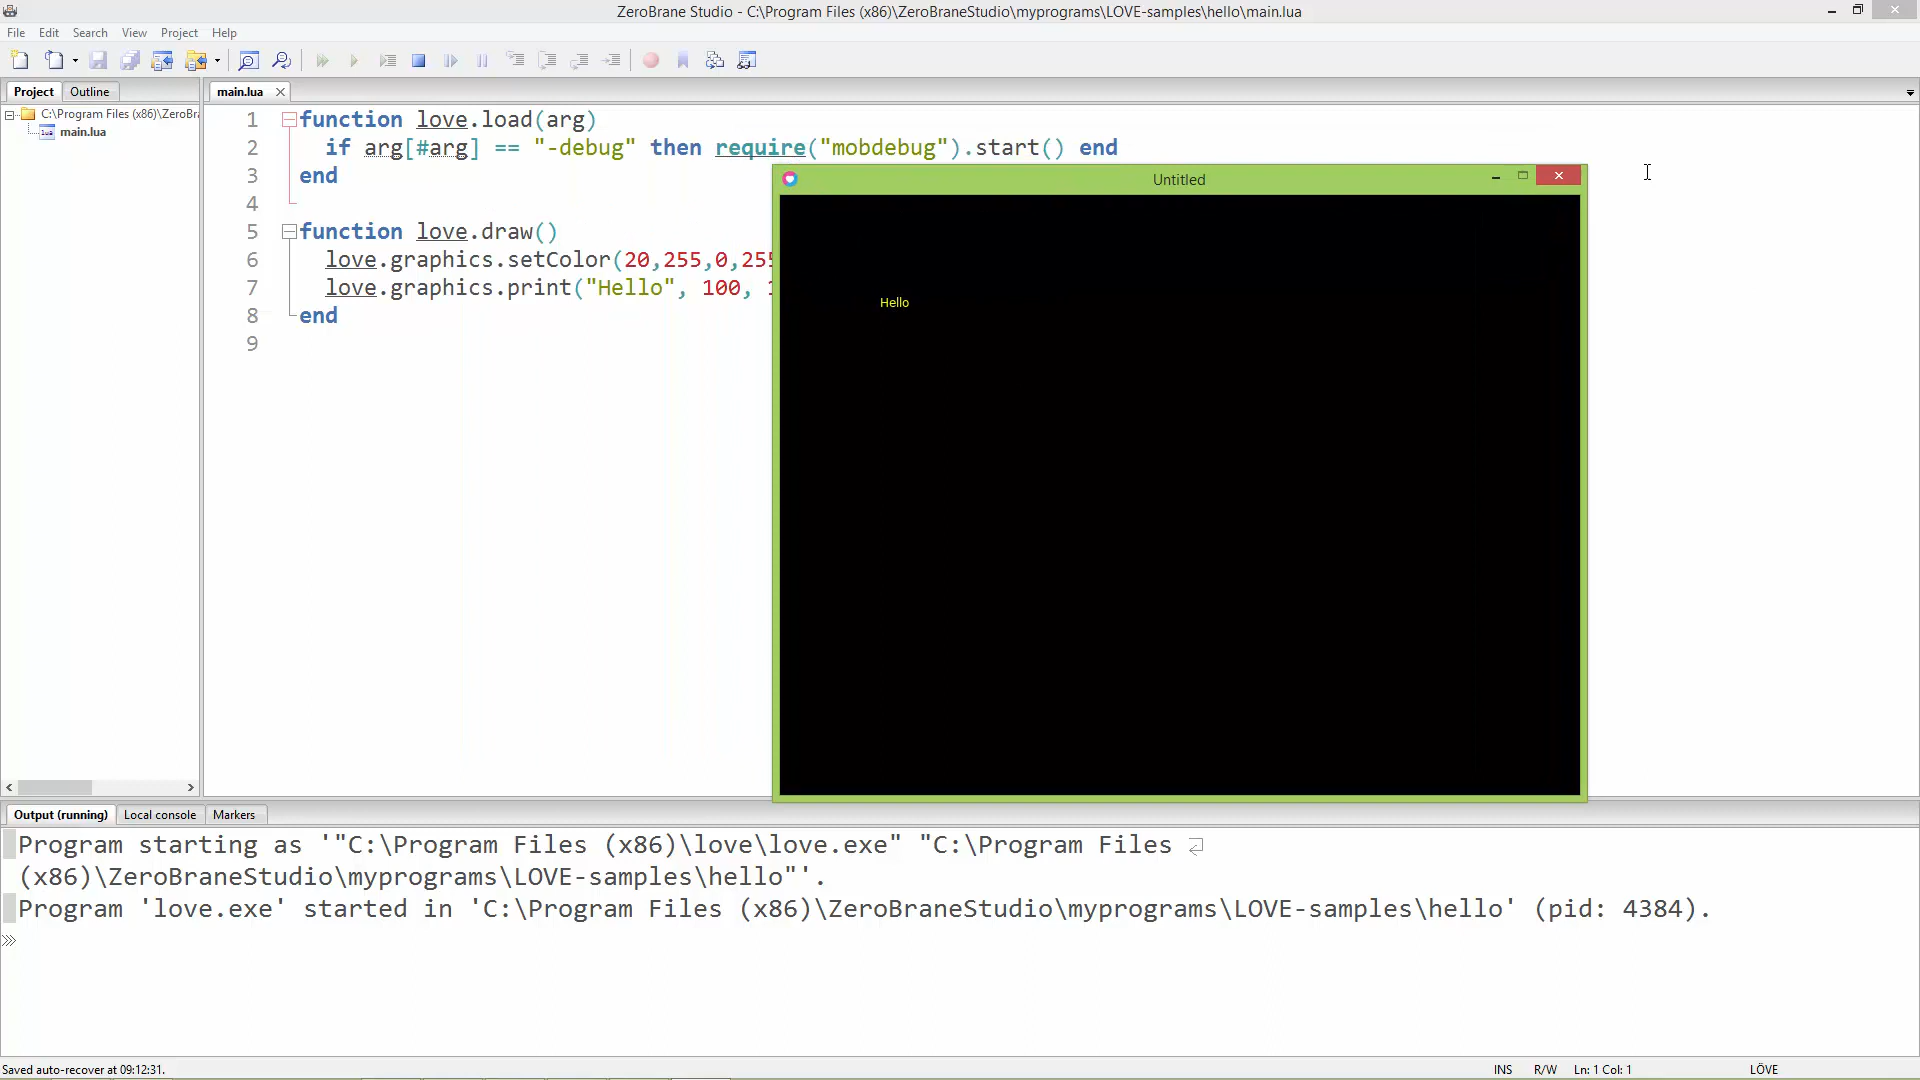 ZeroBrane Studio - C:\Program Files (x86)\ZeroBraneStudio\myprograms\LOVE-samples\hello\main.lua
File Edit Search View Project Help
Project Outline
main.lua
C:\Program Files (x86)\ZeroBra
main.lua
1 function love.load(arg)
2 if arg[#arg] == "-debug" then require("mobdebug").start() end
3 end
4
5 function love.draw()
6 love.graphics.setColor(20,255,0,255
7 love.graphics.print("Hello", 100,
8 end
9
Untitled
Hello
Output (running) Local console Markers
Program starting as '"C:\Program Files (x86)\love\love.exe" "C:\Program Files
(x86)\ZeroBraneStudio\myprograms\LOVE-samples\hello"'.
Program 'love.exe' started in 'C:\Program Files (x86)\ZeroBraneStudio\myprograms\LOVE-samples\hello' (pid: 4384).
Saved auto-recover at 09:12:31. INS R/W Ln: 1 Col: 1 LÖVE